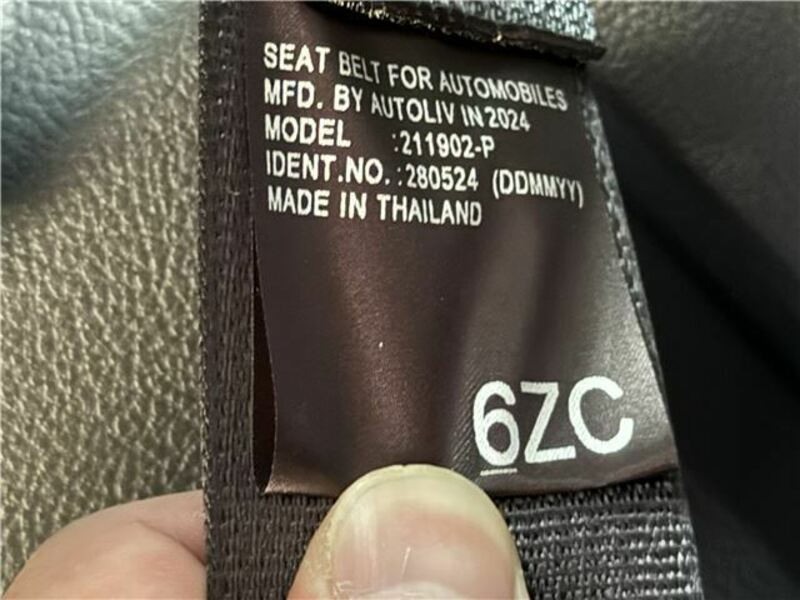 SEAT BELT FOR AUTOMOBILES
MFD. BY AUTOLIV IN 2024
MODEL :211902-P
IDENT.NO. :280524 (DDMMYY)
MADE IN THAILAND
6ZC